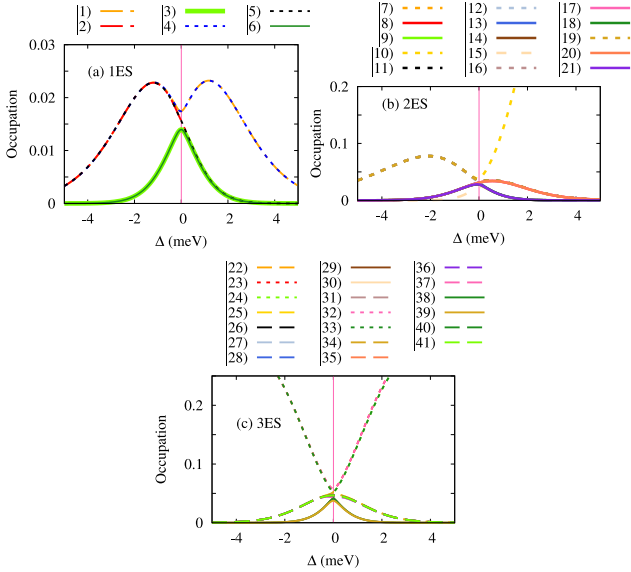 |1) |3) |5)
|2) |4) |6)
0.03
0.02
0.01
0
Occupation
(a) 1ES
-4 -2 0 2 4
Δ (meV)
|7) |12) |17)
|8) |13) |18)
|9) |14) |19)
|10) |15) |20)
|11) |16) |21)
0.2
0.1
0
Occupation
(b) 2ES
-4 -2 0 2 4
Δ (meV)
|22) |29) |36)
|23) |30) |37)
|24) |31) |38)
|25) |32) |39)
|26) |33) |40)
|27) |34) |41)
|28) |35)
0.2
0.1
0
Occupation
(c) 3ES
-4 -2 0 2 4
Δ (meV)